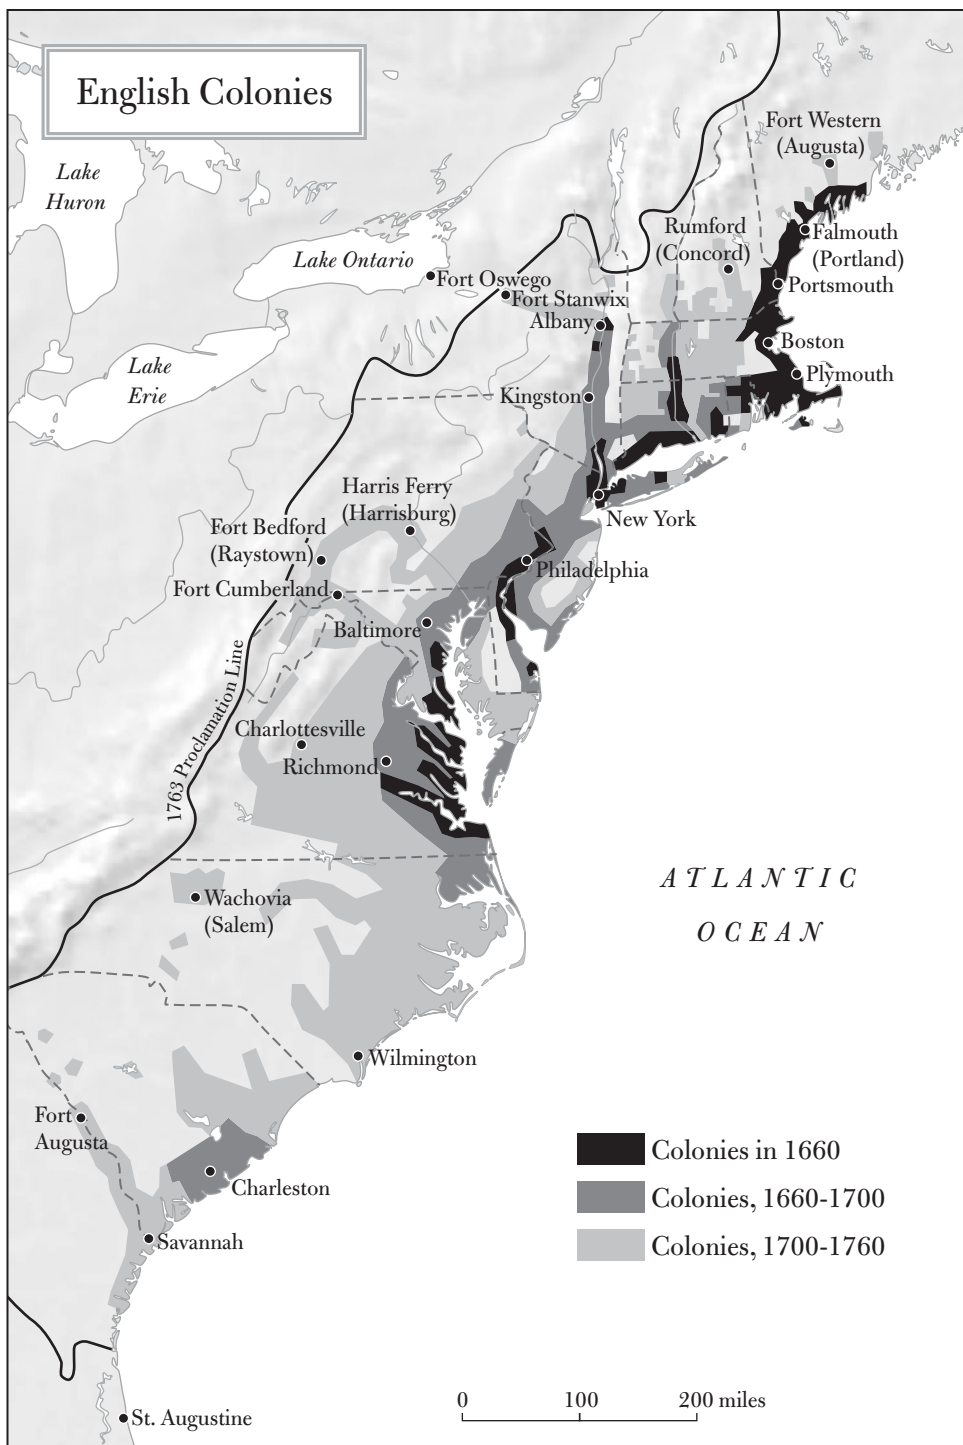 English Colonies
Fort Western
(Augusta)
Lake
Huron
Rumford
(Concord)
Falmouth
(Portland)
Lake Ontario
Fort Oswego
Portsmouth
Fort Stanwix
Albany
Boston
Lake
Erie
Plymouth
Kingston
Harris Ferry
(Harrisburg)
New York
Fort Bedford
(Raystown)
Philadelphia
Fort Cumberland
Baltimore
1763 Proclamation Line
Charlottesville
Richmond
ATLANTIC
OCEAN
Wachovia
(Salem)
Wilmington
Fort
Augusta
Charleston
Savannah
Colonies in 1660
Colonies, 1660-1700
Colonies, 1700-1760
St. Augustine
0 100 200 miles